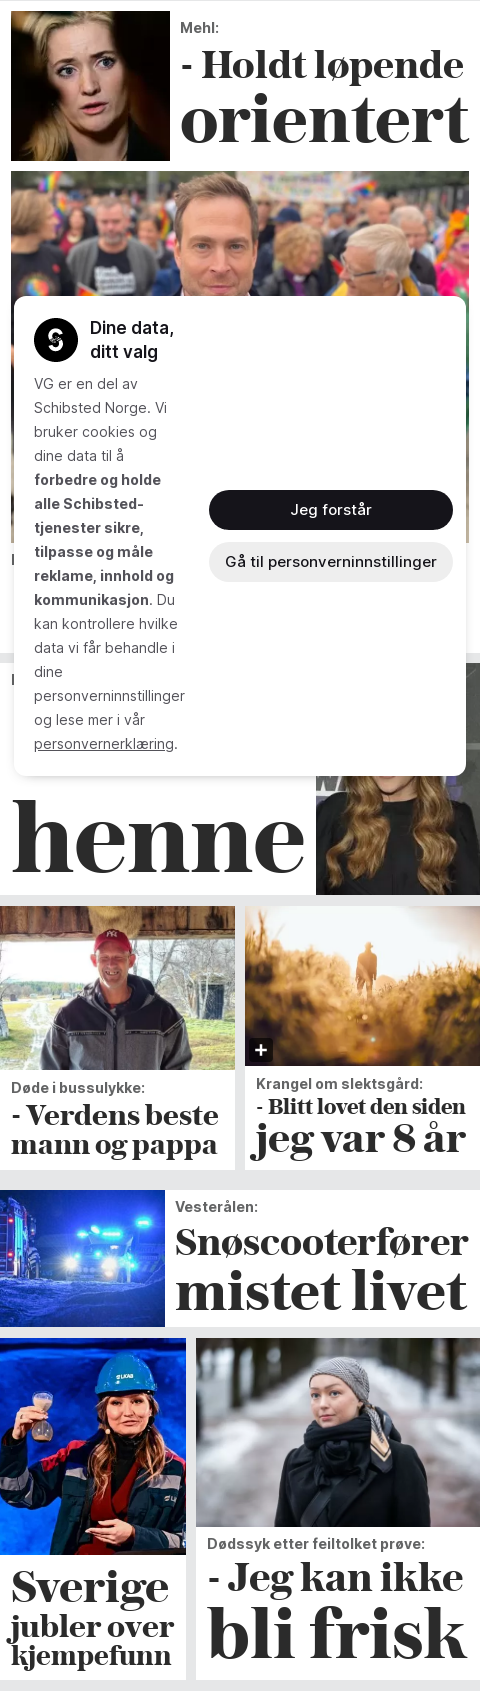 Mehl:
- Holdt løpende
orientert
Dine data,
ditt valg
VG er en del av
Schibsted Norge. Vi
bruker cookies og
dine data til å
forbedre og holde
alle Schibsted-
tjenester sikre,
tilpasse og måle
reklame, innhold og
kommunikasjon. Du
kan kontrollere hvilke
data vi får behandle i
dine
personverninnstillinger
og lese mer i vår
personvernerklæring.
Jeg forstår
Gå til personverninnstillinger
henne
Døde i bussulykke:
- Verdens beste
mann og pappa
Krangel om slektsgård:
- Blitt lovet den siden
jeg var 8 år
Vesterålen:
Snøscooterfører
mistet livet
LKAB
Sverige
jubler over
kjempefunn
Dødssyk etter feiltolket prøve:
- Jeg kan ikke
bli frisk